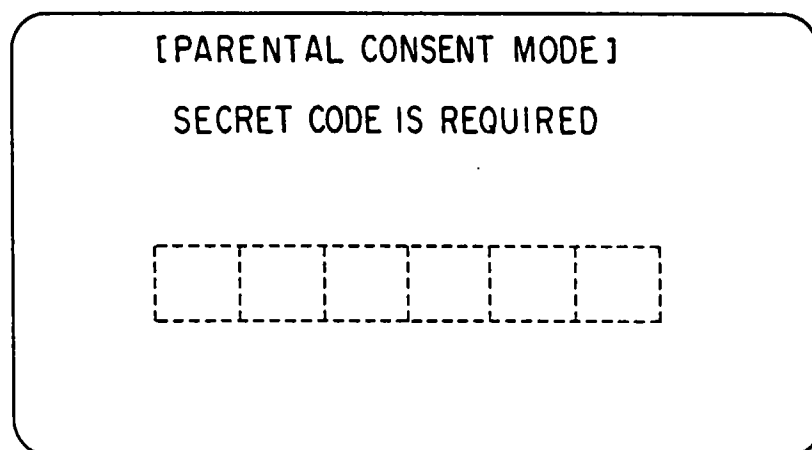 [PARENTAL CONSENT MODE]
SECRET CODE IS REQUIRED